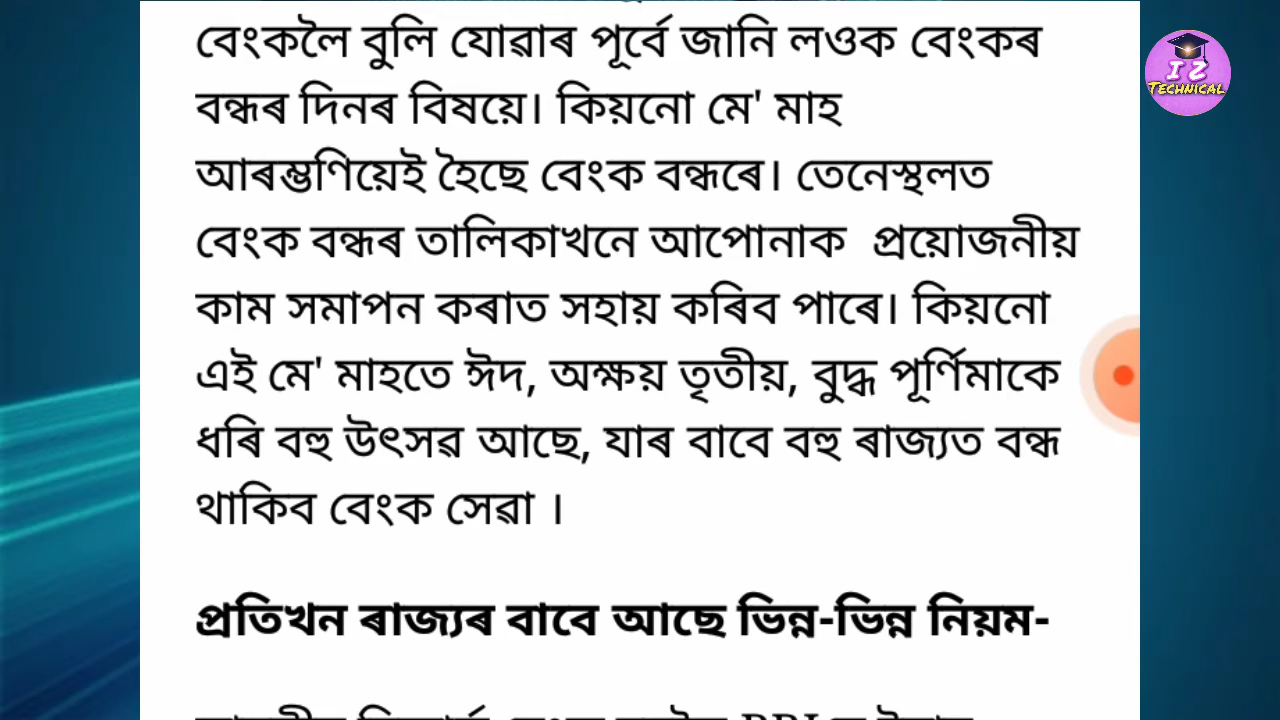 বেংকলৈ বুলি যোৱাৰ পূৰ্বে জানি লওক বেংকৰ
বন্ধৰ দিনৰ বিষয়ে। কিয়নো মে' মাহ
আৰম্ভণিয়েই হৈছে বেংক বন্ধৰে। তেনেস্থলত
বেংক বন্ধৰ তালিকাখনে আপোনাক প্ৰয়োজনীয়
কাম সমাপন কৰাত সহায় কৰিব পাৰে। কিয়নো
এই মে' মাহতে ঈদ, অক্ষয় তৃতীয়, বুদ্ধ পূৰ্ণিমাকে
ধৰি বহু উৎসৱ আছে, যাৰ বাবে বহু ৰাজ্যত বন্ধ
থাকিব বেংক সেৱা ।
প্ৰতিখন ৰাজ্যৰ বাবে আছে ভিন্ন-ভিন্ন নিয়ম-
I Z
TECHNICAL